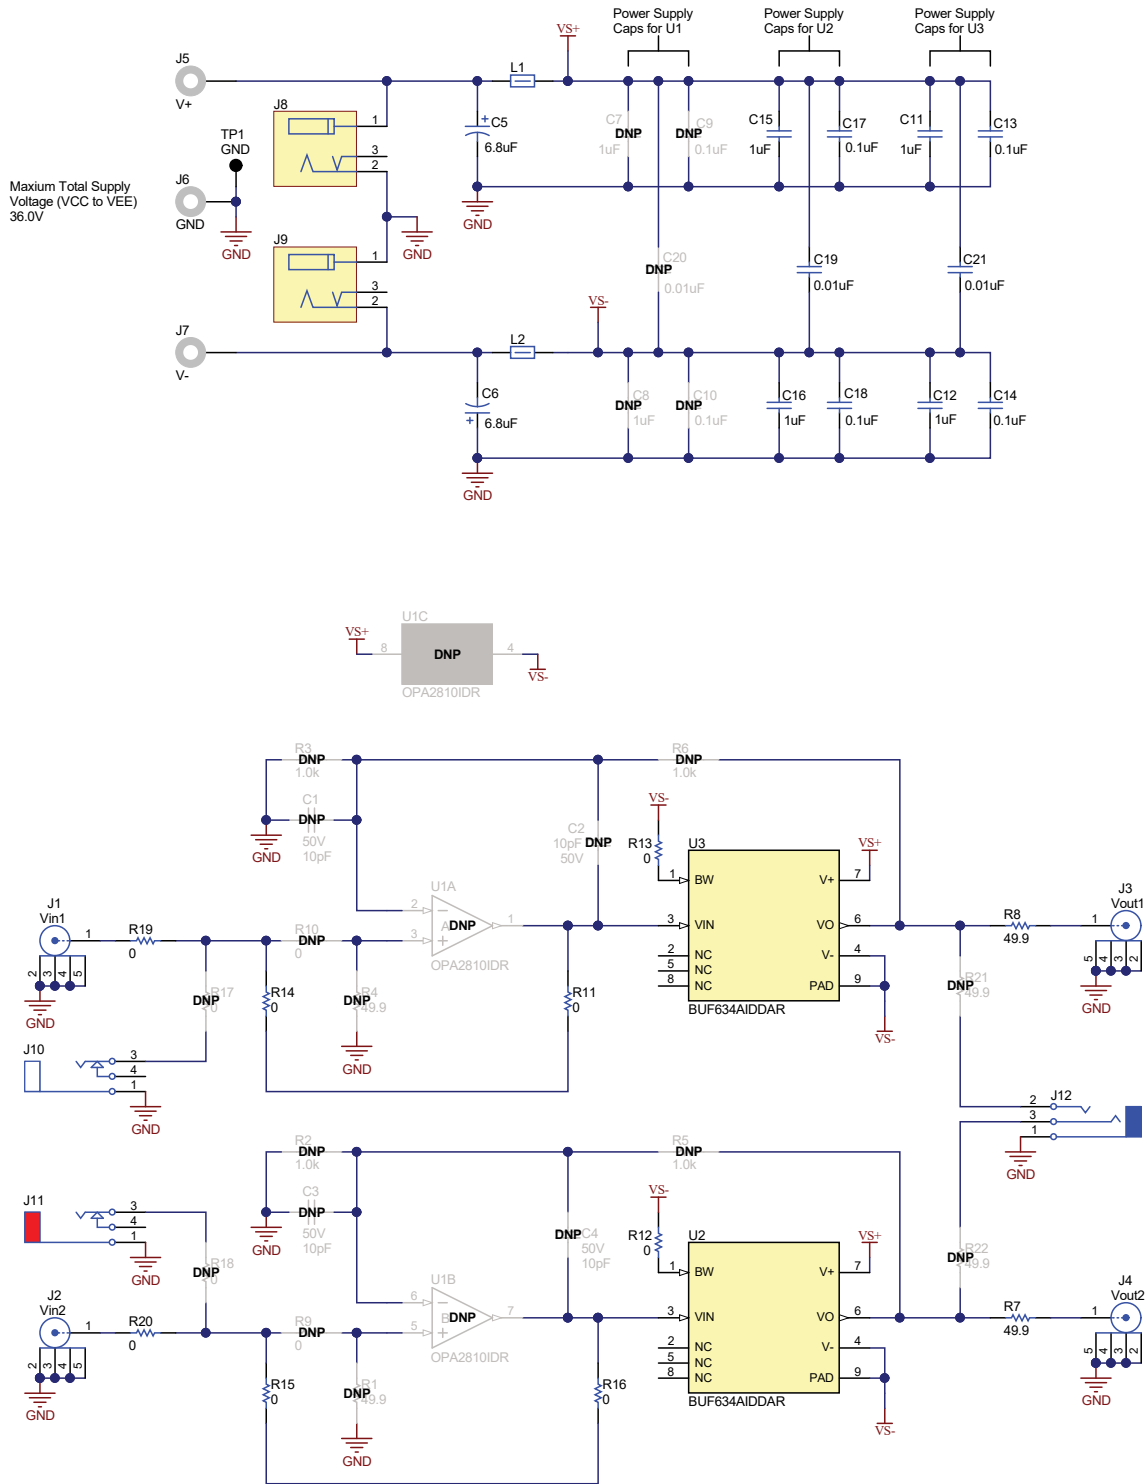 Power Supply
Caps for U1
Power Supply
Caps for U2
Power Supply
Caps for U3
VS+
J5
V+
L1
J8
1
3
2
C5
+
6.8uF
C7
DNP
1uF
C9
DNP
0.1uF
C15
1uF
C17
0.1uF
C11
1uF
C13
0.1uF
TP1
GND
Maxium Total Supply
Voltage (VCC to VEE)
36.0V
J6
GND
GND
GND
GND
J9
1
3
2
C20
DNP
0.01uF
C19
0.01uF
C21
0.01uF
VS-
J7
V-
L2
C6
+
6.8uF
C8
DNP
1uF
C10
DNP
0.1uF
C16
1uF
C18
0.1uF
C12
1uF
C14
0.1uF
GND
U1C
VS+
8
DNP
4
VS-
OPA2810IDR
R3
DNP
1.0k
R6
DNP
1.0k
C1
DNP
50V
10pF
GND
C2
10pF
DNP
50V
VS-
R13
0
U3
VS+
1
BW
V+
7
U1A
2
A
DNP
1
3
OPA2810IDR
3
VIN
VO
6
2
NC
V-
4
5
NC
8
NC
PAD
9
BUF634AIDDAR
VS-
J1
Vin1
1
2
3
4
5
GND
R19
0
R10
DNP
0
R17
DNP
0
R14
0
R4
DNP
49.9
GND
R11
0
R8
49.9
J3
Vout1
1
5
4
3
2
GND
R21
DNP
49.9
J10
3
4
1
GND
J12
2
3
1
GND
R2
DNP
1.0k
R5
DNP
1.0k
C3
DNP
50V
10pF
GND
C4
DNP
50V
10pF
J11
3
4
1
GND
R18
DNP
0
VS-
R12
0
U2
VS+
1
BW
V+
7
R22
DNP
49.9
U1B
6
B
DNP
7
5
OPA2810IDR
3
VIN
VO
6
2
NC
V-
4
5
NC
8
NC
PAD
9
BUF634AIDDAR
VS-
J2
Vin2
1
2
3
4
5
GND
R20
0
R9
DNP
0
R15
0
R1
DNP
49.9
GND
R16
0
R7
49.9
J4
Vout2
1
5
4
3
2
GND